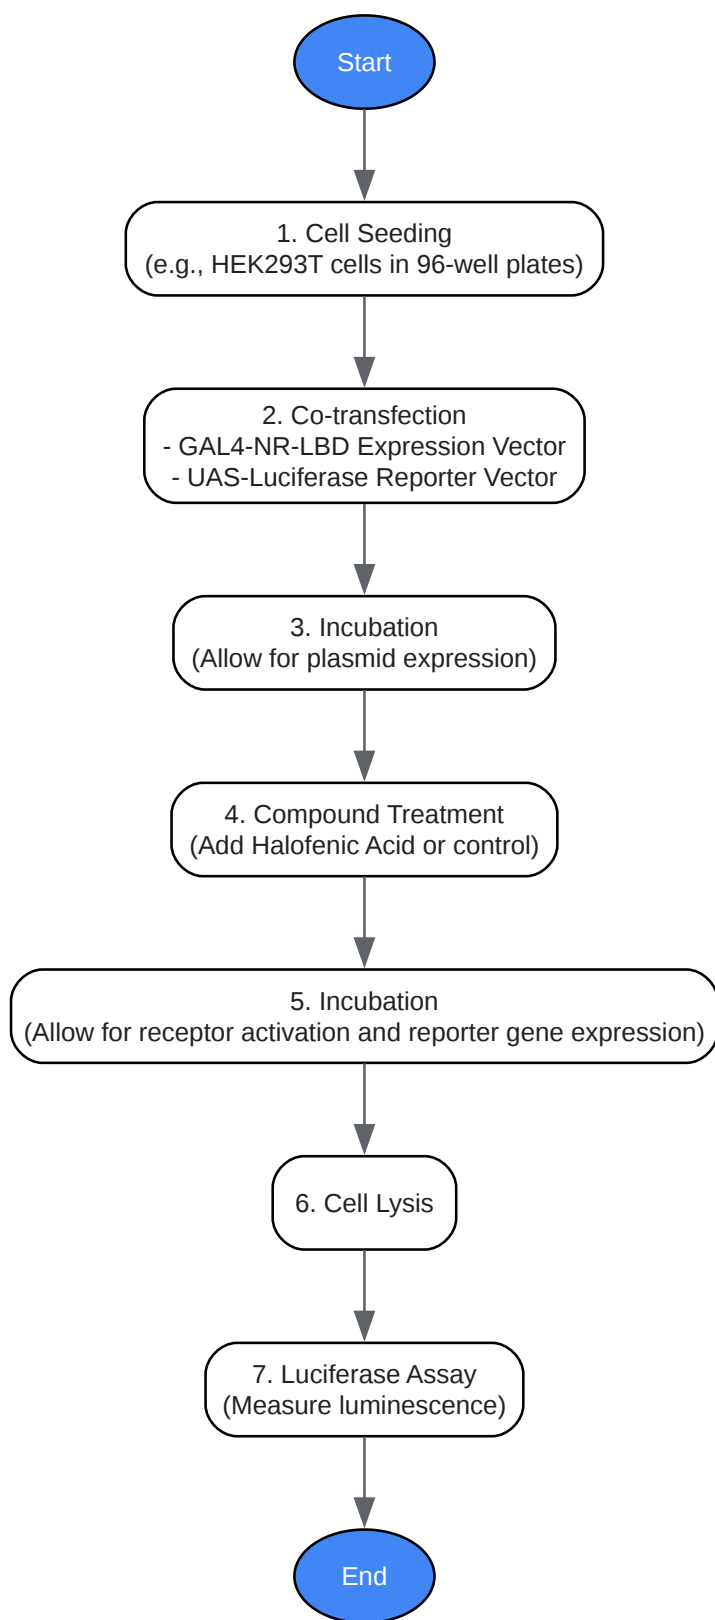 Start
1. Cell Seeding
(e.g., HEK293T cells in 96-well plates)
2. Co-transfection
- GAL4-NR-LBD Expression Vector
- UAS-Luciferase Reporter Vector
3. Incubation
(Allow for plasmid expression)
4. Compound Treatment
(Add Halofenic Acid or control)
5. Incubation
(Allow for receptor activation and reporter gene expression)
6. Cell Lysis
7. Luciferase Assay
(Measure luminescence)
End